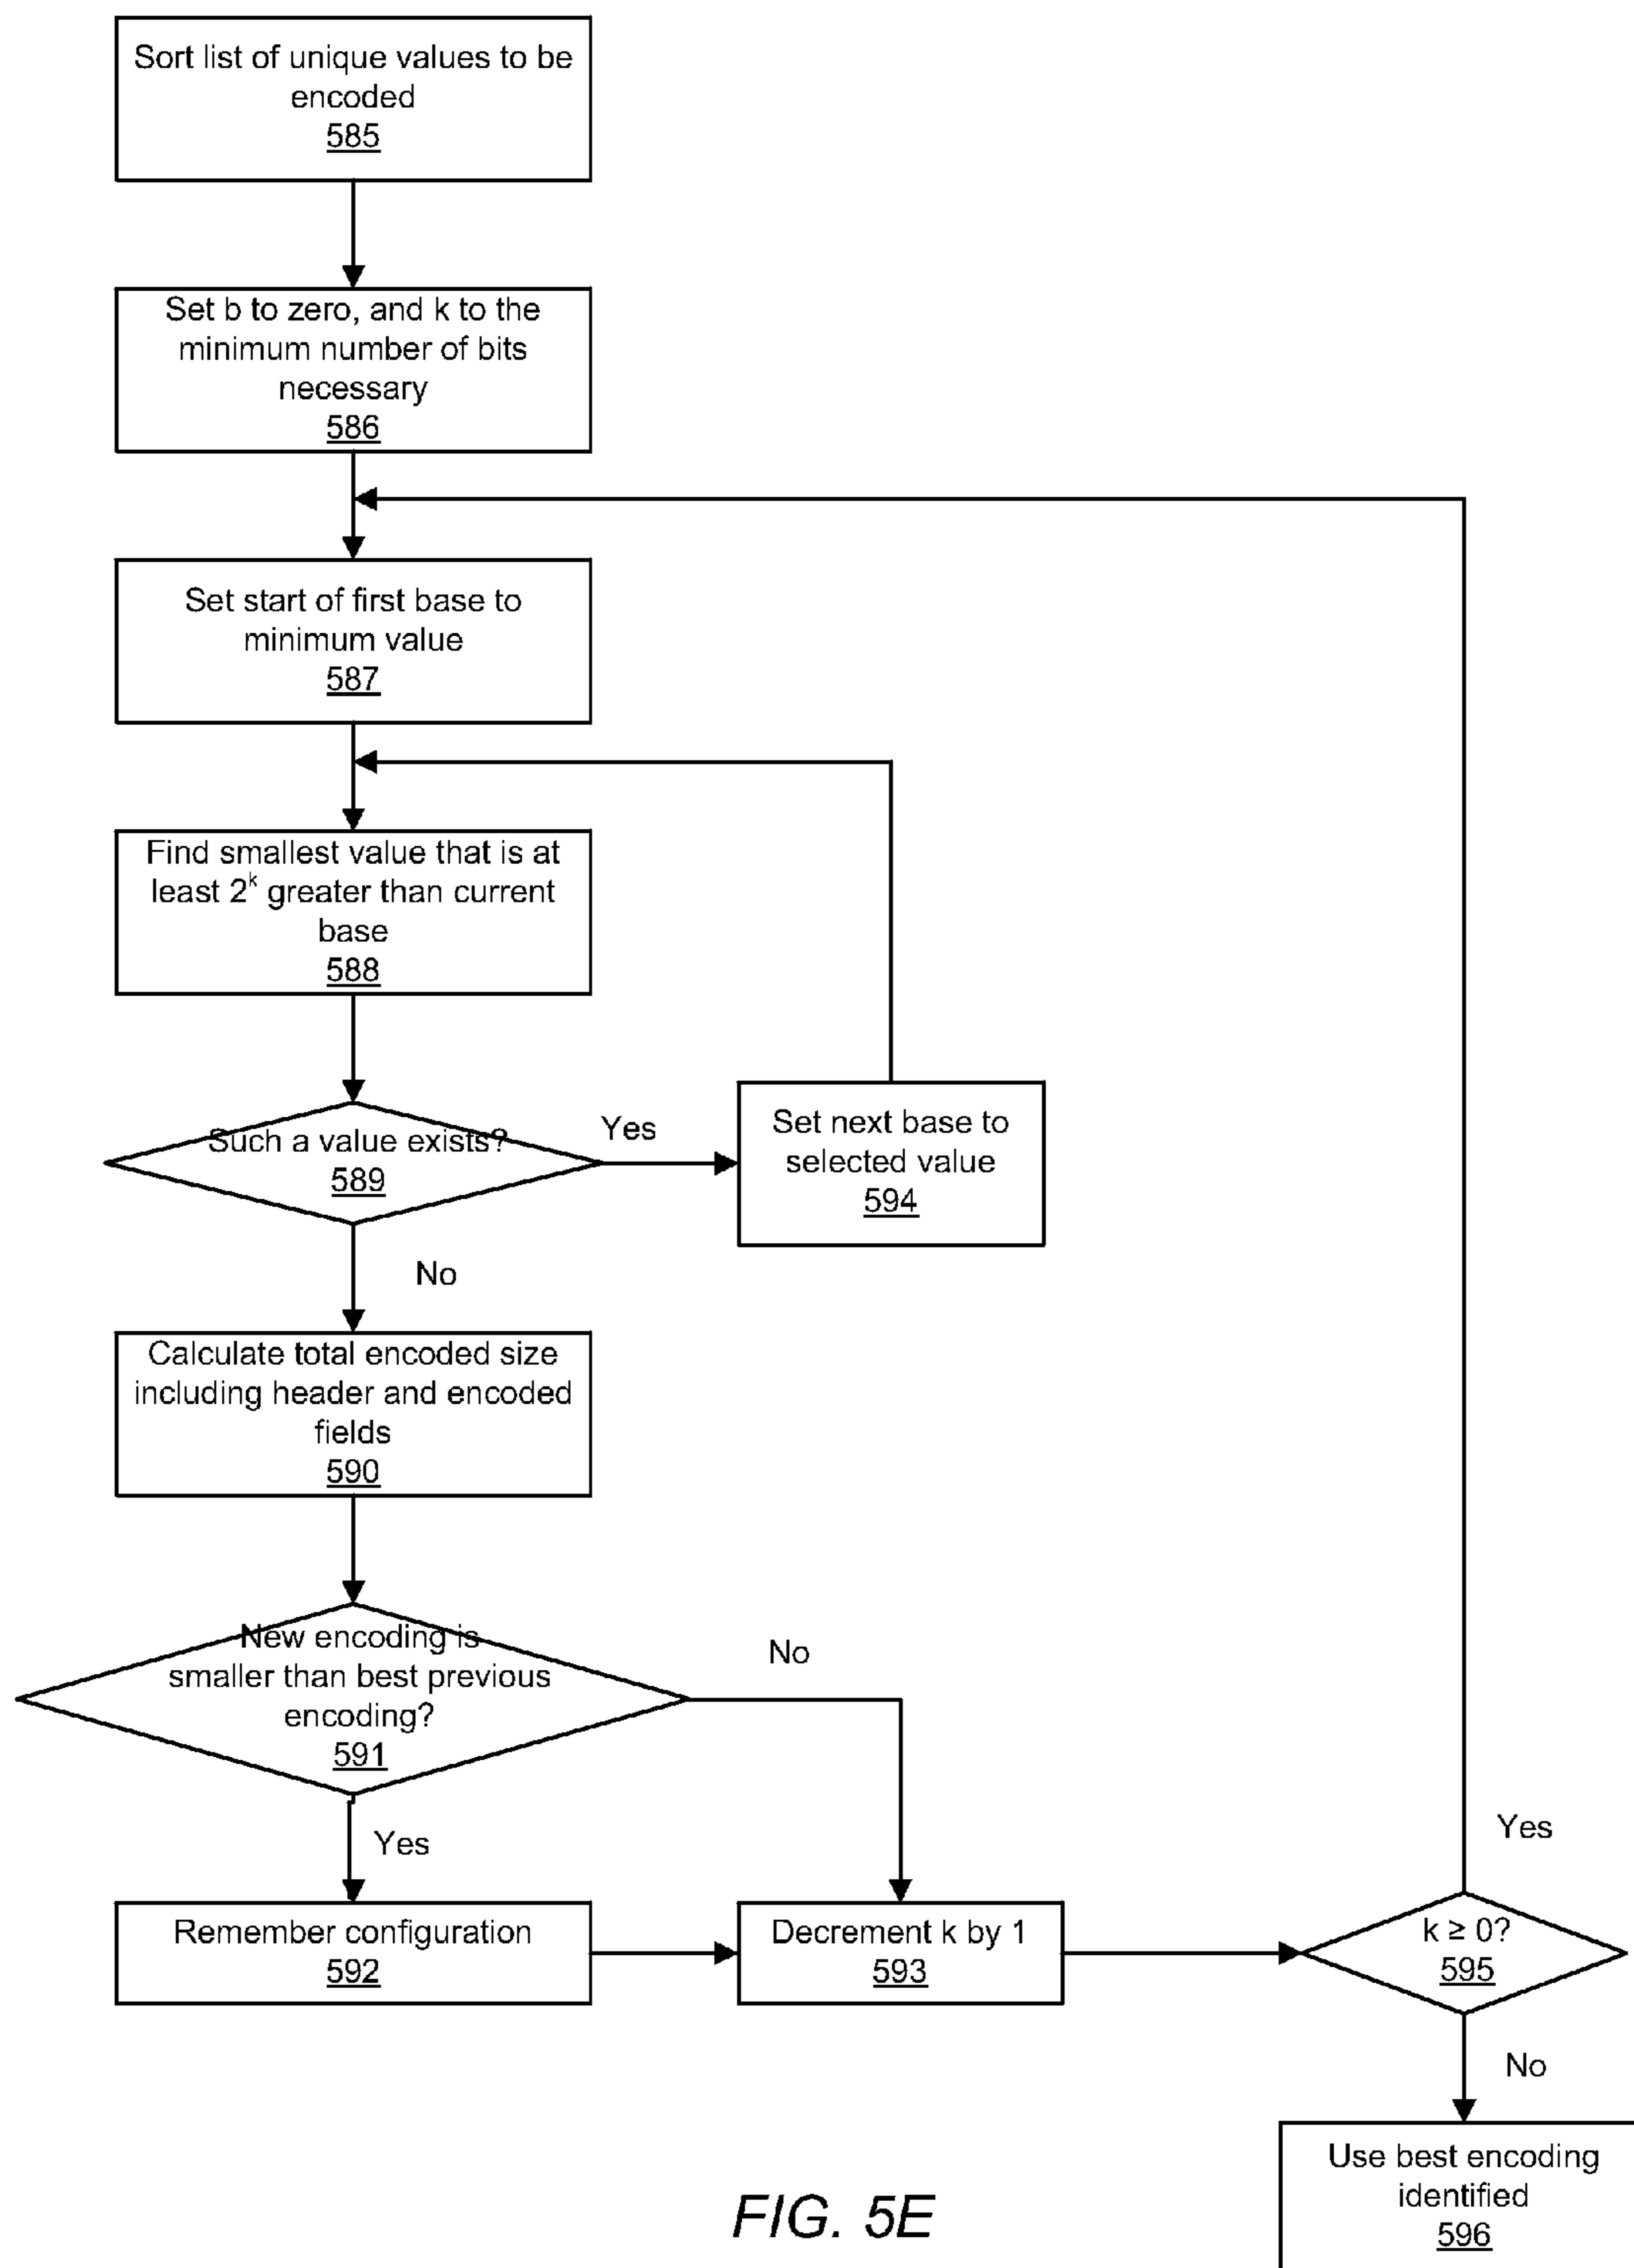 Sort list of unique values to be
encoded
585
Set b to zero, and k to the
minimum number of bits
necessary
586
Set start of first base to
minimum value
587
Find smallest value that is at
least 2^k greater than current
base
588
Such a value exists?
589
Yes
Set next base to
selected value
594
No
Calculate total encoded size
including header and encoded
fields
590
New encoding is
smaller than best previous
encoding?
591
No
Yes
Remember configuration
592
Decrement k by 1
593
Yes
k ≥ 0?
595
No
Use best encoding
identified
596
FIG. 5E